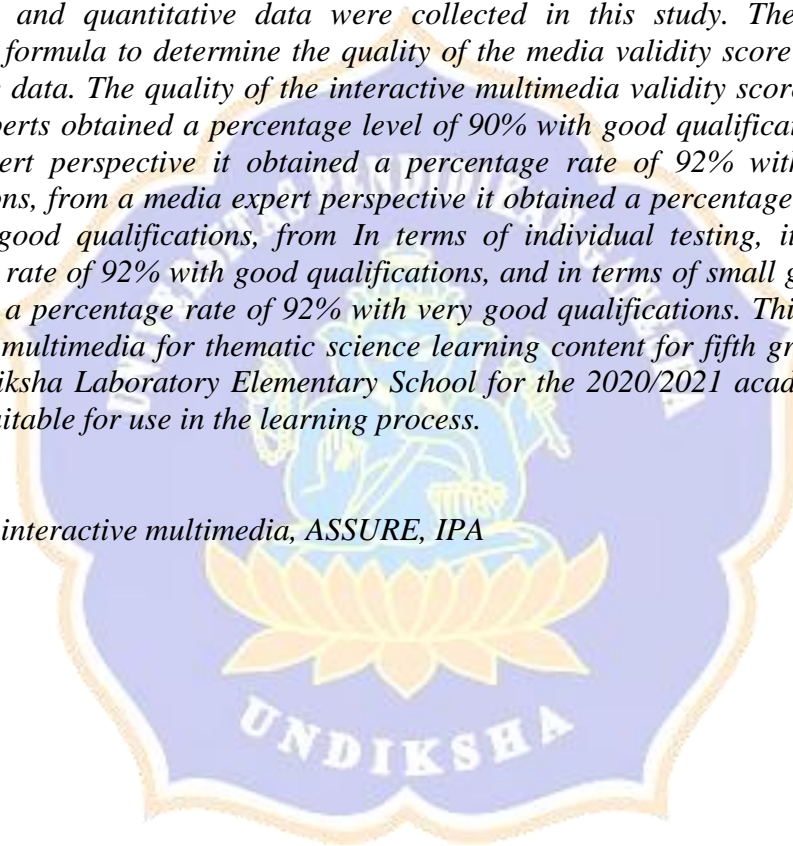 and quantitative data were collected in this study. The
formula to determine the quality of the media validity score
data. The quality of the interactive multimedia validity score
perts obtained a percentage level of 90% with good qualificat
ert perspective it obtained a percentage rate of 92% with
ons, from a media expert perspective it obtained a percentage
good qualifications, from In terms of individual testing, it
rate of 92% with good qualifications, and in terms of small g
a percentage rate of 92% with very good qualifications. Thi
multimedia for thematic science learning content for fifth gr
iksha Laboratory Elementary School for the 2020/2021 acad
uitable for use in the learning process.
interactive multimedia, ASSURE, IPA
UNIVERSITAS PENDIDIKAN GANESHA
UNDIKSHA